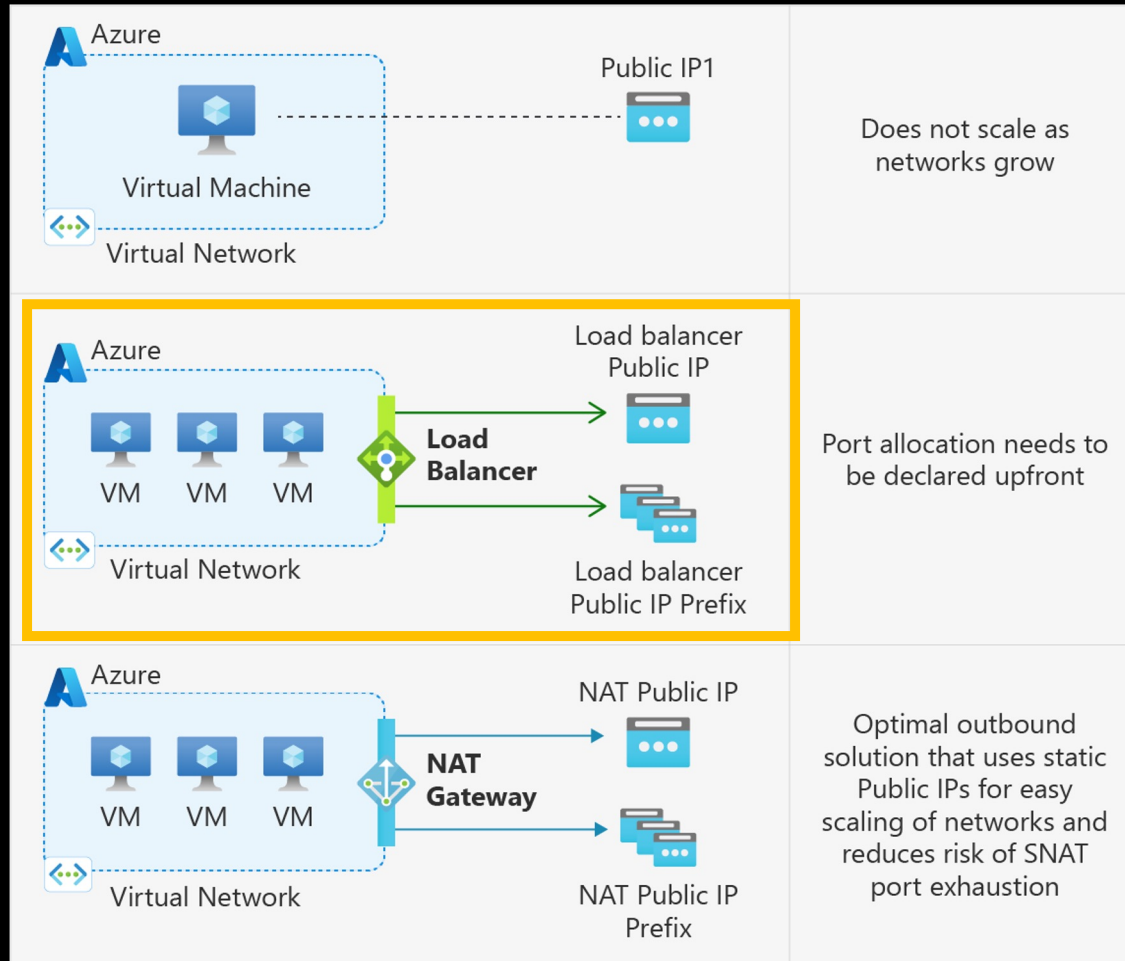 Azure
Public IP1
Virtual Machine
Virtual Network
Does not scale as
networks grow
Azure
Load balancer
Public IP
Load
Balancer
VM
VM
VM
Virtual Network
Load balancer
Public IP Prefix
Port allocation needs to
be declared upfront
Azure
NAT Public IP
NAT
Gateway
VM
VM
VM
Virtual Network
NAT Public IP
Prefix
Optimal outbound
solution that uses static
Public IPs for easy
scaling of networks and
reduces risk of SNAT
port exhaustion